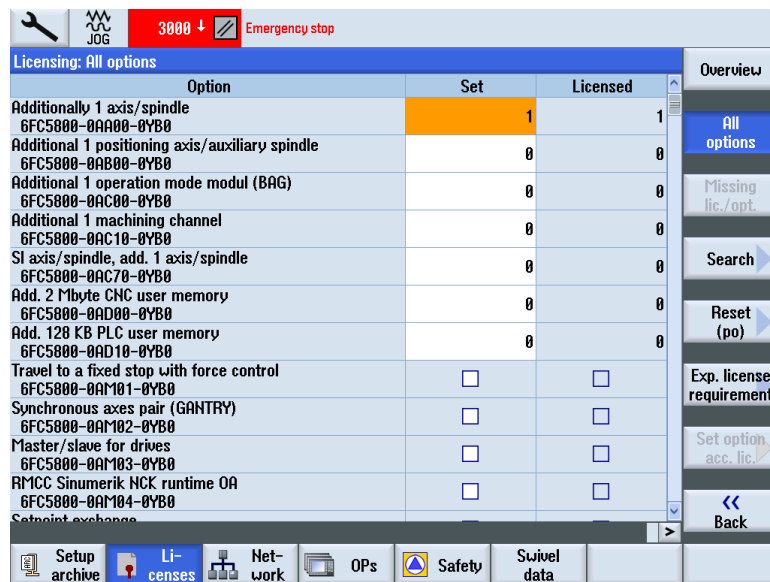 JOG
3000 ↓
Emergency stop
Licensing: All options
Option Set Licensed
Additionally 1 axis/spindle
6FC5800-0AA00-0YB0 1 1
Additional 1 positioning axis/auxiliary spindle
6FC5800-0AB00-0YB0 0 0
Additional 1 operation mode modul (BAG)
6FC5800-0AC00-0YB0 0 0
Additional 1 machining channel
6FC5800-0AC10-0YB0 0 0
SI axis/spindle, add. 1 axis/spindle
6FC5800-0AC70-0YB0 0 0
Add. 2 Mbyte CNC user memory
6FC5800-0AD00-0YB0 0 0
Add. 128 KB PLC user memory
6FC5800-0AD10-0YB0 0 0
Travel to a fixed stop with force control
6FC5800-0AM01-0YB0
Synchronous axes pair (GANTRY)
6FC5800-0AM02-0YB0
Master/slave for drives
6FC5800-0AM03-0YB0
RMCC Sinumerik NCK runtime OA
6FC5800-0AM04-0YB0
Setpoint exchange
Overview
All
options
Missing
lic./opt.
Search
Reset
(po)
Exp. license
requirement
Set option
acc. lic.
<<
Back
>
Setup
archive
Li-
censes
Net-
work
OPs
Safety
Swivel
data